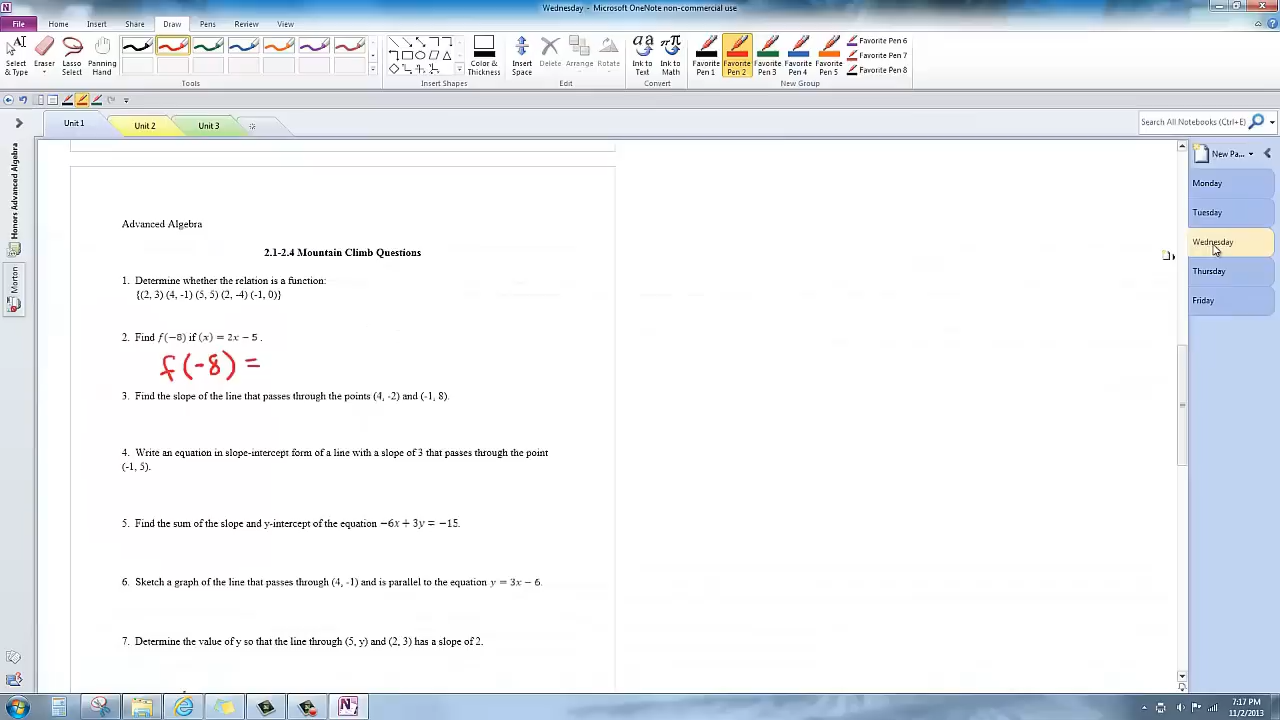 Wednesday - Microsoft OneNote non-commercial use
File Home Insert Share Draw Pens Review View
Select & Type
Eraser
Lasso Select
Panning Hand
Color & Thickness
Insert Space
Delete
Arrange
Rotate
Ink to Text
Ink to Math
Favorite Pen 1
Favorite Pen 2
Favorite Pen 3
Favorite Pen 4
Favorite Pen 5
Favorite Pen 6
Favorite Pen 7
Favorite Pen 8
Tools Insert Shapes Edit Convert New Group
Unit 1 Unit 2 Unit 3
Search All Notebooks (Ctrl+E)
New Pa...
Monday
Tuesday
Wednesday
Thursday
Friday
Honors Advanced Algebra
Morton
Advanced Algebra
2.1-2.4 Mountain Climb Questions
1. Determine whether the relation is a function:
{(2, 3) (4, -1) (5, 5) (2, -4) (-1, 0)}
2. Find f(−8) if (x) = 2x − 5 .
f(-8) =
3. Find the slope of the line that passes through the points (4, -2) and (-1, 8).
4. Write an equation in slope-intercept form of a line with a slope of 3 that passes through the point
(-1, 5).
5. Find the sum of the slope and y-intercept of the equation −6x + 3y = −15.
6. Sketch a graph of the line that passes through (4, -1) and is parallel to the equation y = 3x − 6.
7. Determine the value of y so that the line through (5, y) and (2, 3) has a slope of 2.
7:17 PM
11/2/2013